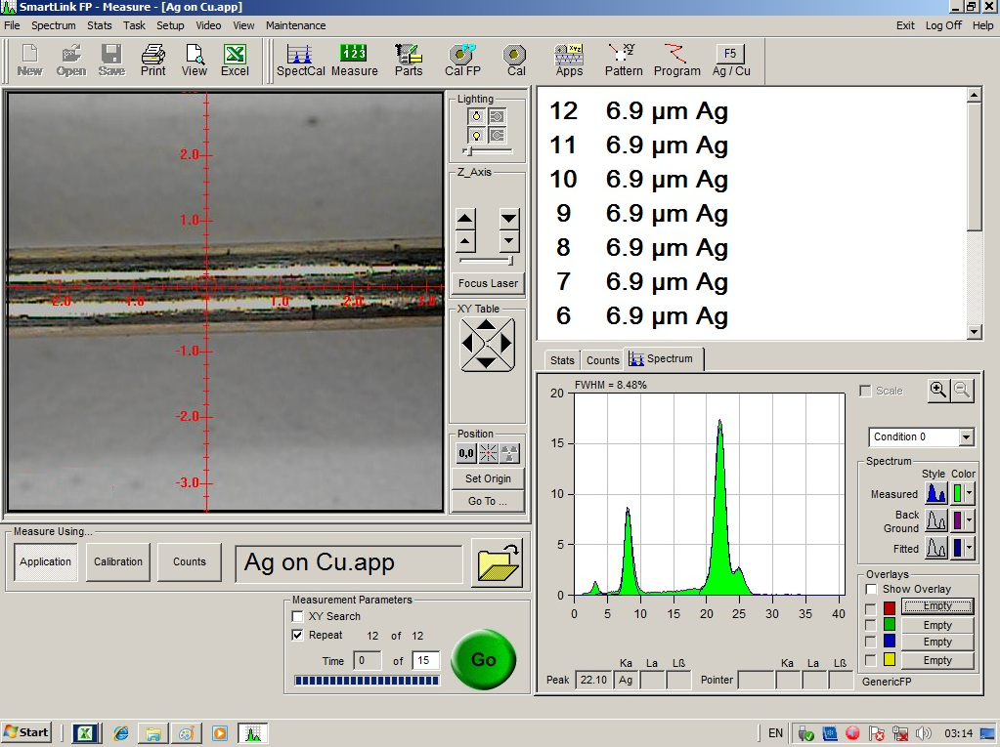 SmartLink FP - Measure - [Ag on Cu.app]
File Spectrum Stats Task Setup Video View Maintenance Exit Log Off Help
New Open Save Print View Excel SpectCal Measure Parts Cal FP Cal Apps Pattern Program F5 Ag / Cu
Lighting
Z_Axis
Focus Laser
XY Table
Position
0,0
Set Origin
Go To ...
2.0
1.0
-2.0 -1.0 1.0 2.0 3.0
-1.0
-2.0
-3.0
12 6.9 µm Ag
11 6.9 µm Ag
10 6.9 µm Ag
9 6.9 µm Ag
8 6.9 µm Ag
7 6.9 µm Ag
6 6.9 µm Ag
Stats Counts Spectrum
FWHM = 8.48%
20
15
10
5
0
0 5 10 15 20 25 30 35 40
Scale
Condition 0
Spectrum
Style Color
Measured
Back
Ground
Fitted
Overlays
Show Overlay
Empty
Empty
Empty
Empty
GenericFP
Ka La Lß Ka La Lß
Peak 22.10 Ag Pointer
Measure Using...
Application Calibration Counts Ag on Cu.app
Measurement Parameters
XY Search
Repeat 12 of 12
Time 0 of 15
Go
Start EN 03:14